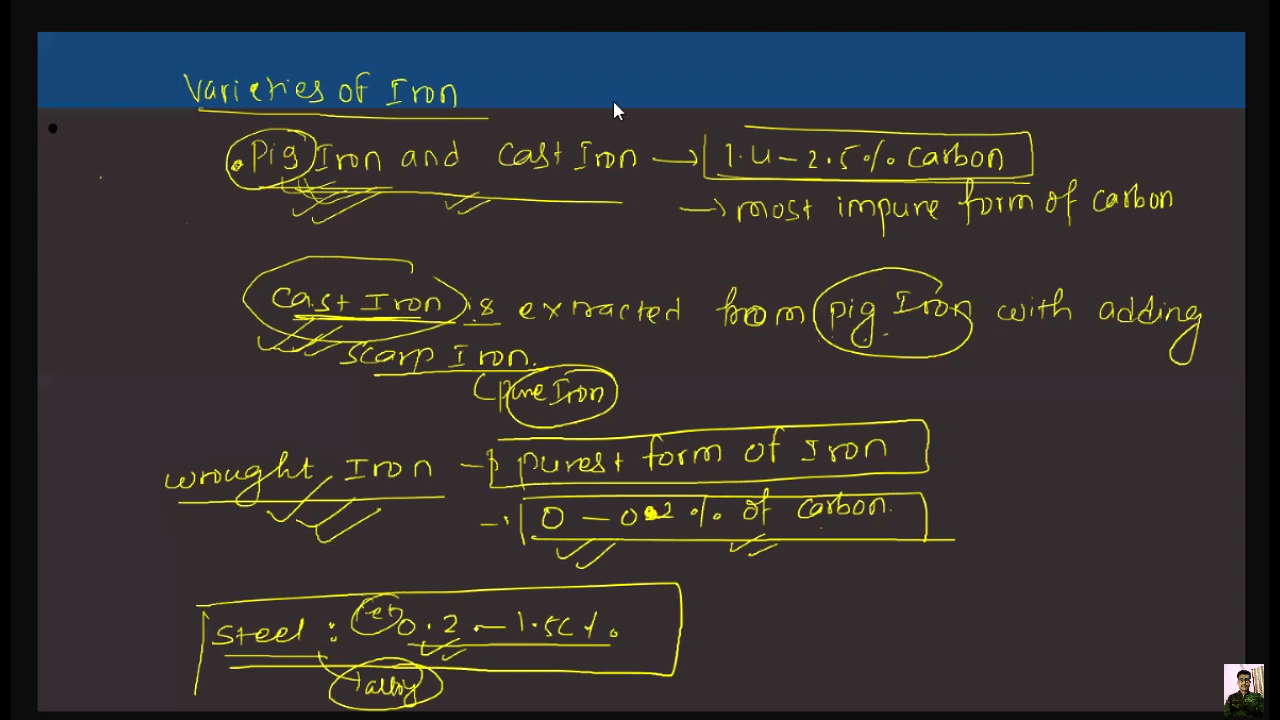 Varieties of Iron
Pig Iron and cast Iron → 1.4 – 2.5% carbon
→ most impure form of carbon
Cast Iron is extracted from pig Iron with adding
Scarp Iron.
(pure Iron
wrought Iron → purest form of Iron
→ 0 – 0.2 % of carbon.
Steel : 0.2 – 1.5
alloy